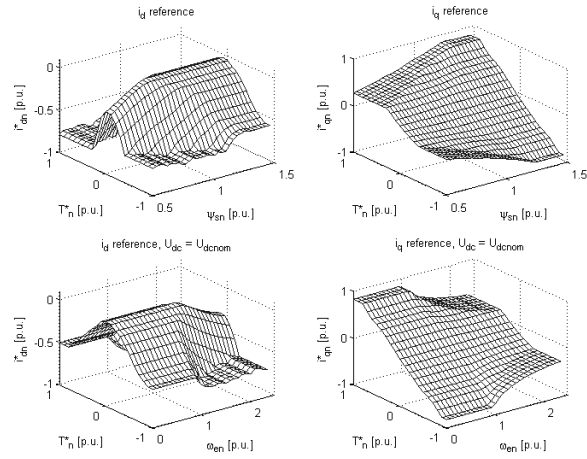 i_d reference
i_q reference
0
-0.5
-1
i*_dn [p.u.]
1
0
-1
T*_n [p.u.]
0.5
1
1.5
ψ_sn [p.u.]
1
0
-1
i*_qn [p.u.]
1
0
-1
T*_n [p.u.]
0.5
1
1.5
ψ_sn [p.u.]
i_d reference, U_dc = U_dcnom
i_q reference, U_dc = U_dcnom
0
-0.5
-1
i*_dn [p.u.]
1
0
-1
T*_n [p.u.]
0
1
2
ω_en [p.u.]
1
0
-1
i*_qn [p.u.]
1
0
-1
T*_n [p.u.]
0
1
2
ω_en [p.u.]